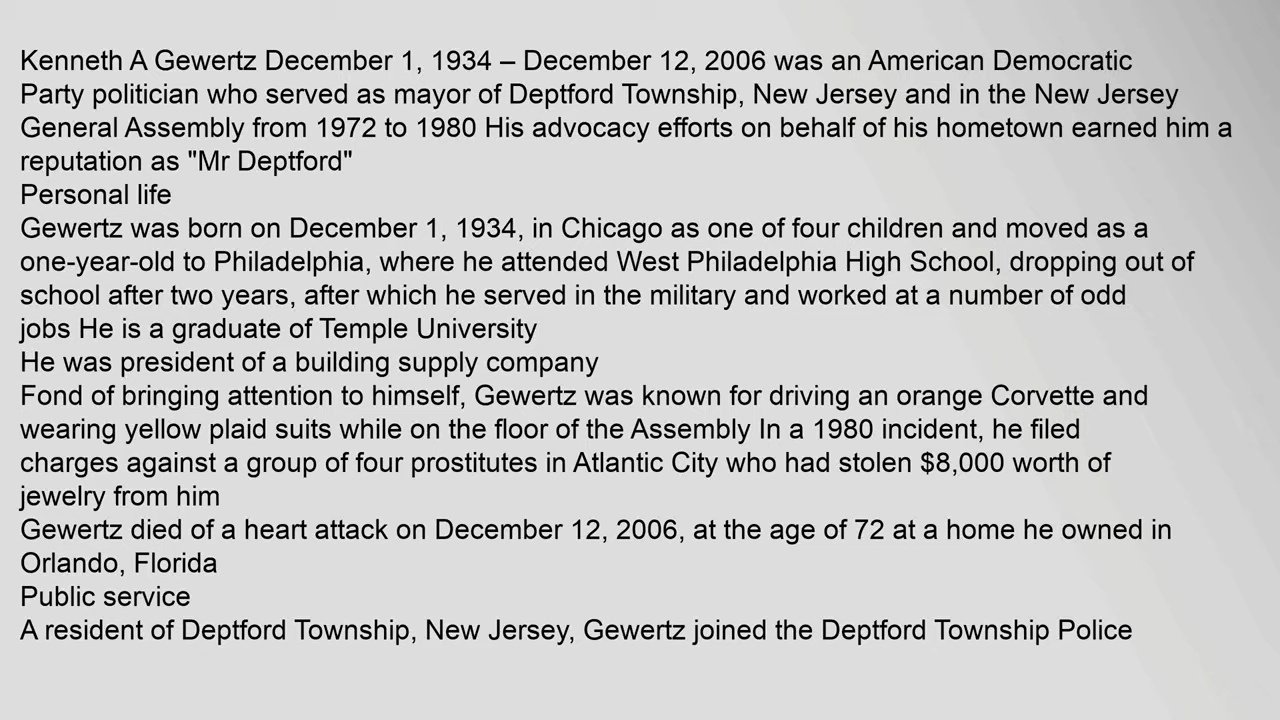 Kenneth A Gewertz December 1, 1934 – December 12, 2006 was an American Democratic
Party politician who served as mayor of Deptford Township, New Jersey and in the New Jersey
General Assembly from 1972 to 1980 His advocacy efforts on behalf of his hometown earned him a
reputation as "Mr Deptford"
Personal life
Gewertz was born on December 1, 1934, in Chicago as one of four children and moved as a
one-year-old to Philadelphia, where he attended West Philadelphia High School, dropping out of
school after two years, after which he served in the military and worked at a number of odd
jobs He is a graduate of Temple University
He was president of a building supply company
Fond of bringing attention to himself, Gewertz was known for driving an orange Corvette and
wearing yellow plaid suits while on the floor of the Assembly In a 1980 incident, he filed
charges against a group of four prostitutes in Atlantic City who had stolen $8,000 worth of
jewelry from him
Gewertz died of a heart attack on December 12, 2006, at the age of 72 at a home he owned in
Orlando, Florida
Public service
A resident of Deptford Township, New Jersey, Gewertz joined the Deptford Township Police